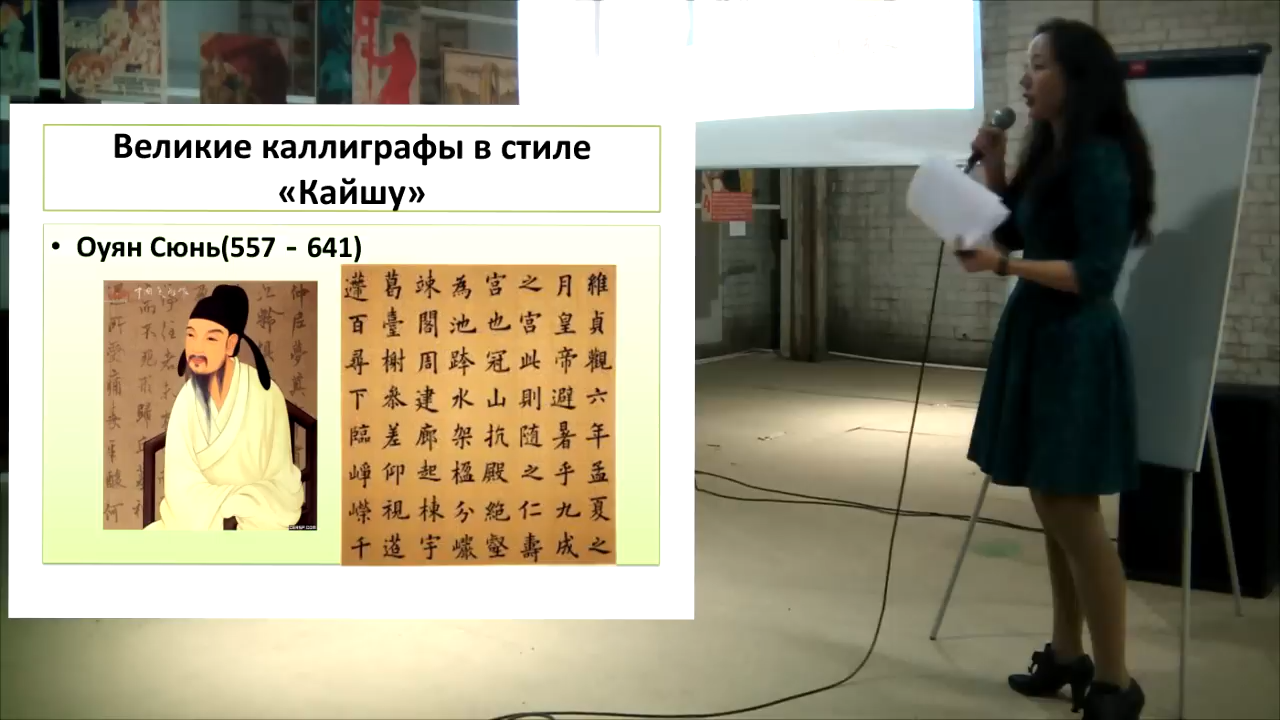 Великие каллиграфы в стиле
«Кайшу»
• Оуян Сюнь(557 – 641)
維貞觀六年孟夏之
月皇帝避暑乎九成
之宮此則随之仁壽
宮也冠山抗殿絶壑
為池跨水架楹分巖
竦閣周建廊起棟宇
葛臺榭參差仰視迢
遰百尋下臨崢嶸千